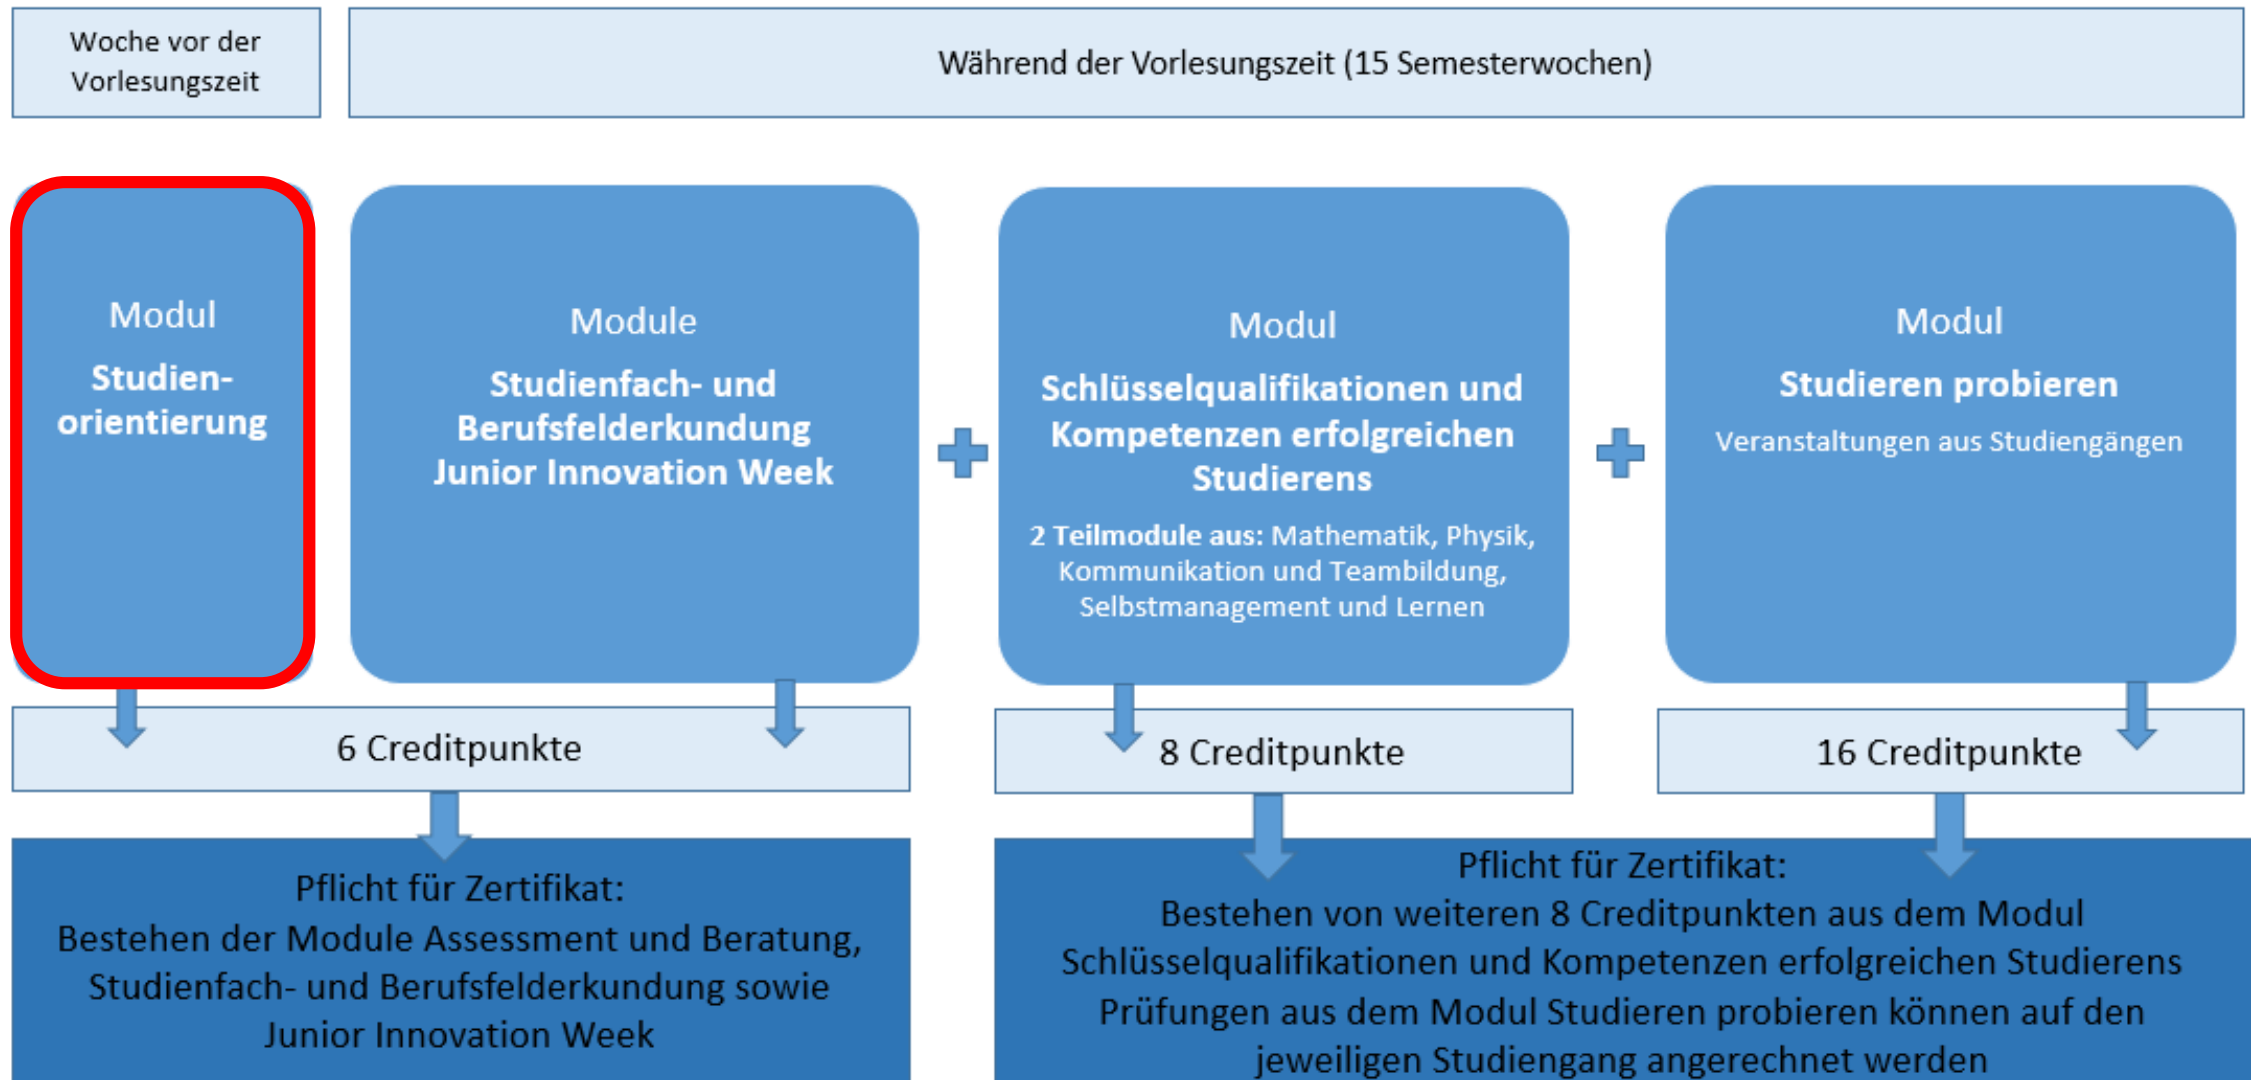 Woche vor der
Vorlesungszeit
Während der Vorlesungszeit (15 Semesterwochen)
Modul
Studien-
orientierung
Module
Studienfach- und
Berufsfelderkundung
Junior Innovation Week
Modul
Schlüsselqualifikationen und
Kompetenzen erfolgreichen
Studierens
2 Teilmodule aus: Mathematik, Physik,
Kommunikation und Teambildung,
Selbstmanagement und Lernen
Modul
Studieren probieren
Veranstaltungen aus Studiengängen
6 Creditpunkte
8 Creditpunkte
16 Creditpunkte
Pflicht für Zertifikat:
Bestehen der Module Assessment und Beratung,
Studienfach- und Berufsfelderkundung sowie
Junior Innovation Week
Pflicht für Zertifikat:
Bestehen von weiteren 8 Creditpunkten aus dem Modul
Schlüsselqualifikationen und Kompetenzen erfolgreichen Studierens
Prüfungen aus dem Modul Studieren probieren können auf den
jeweiligen Studiengang angerechnet werden